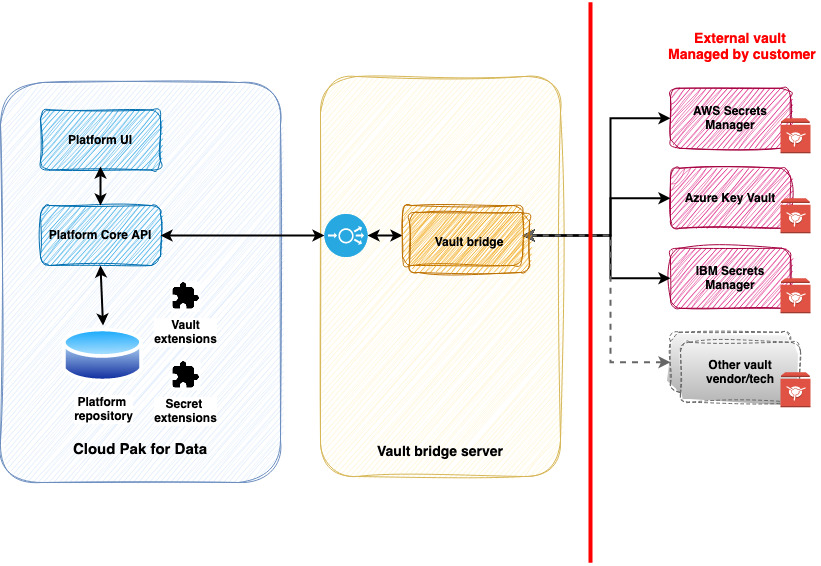 External vault
Managed by customer
Platform UI
Platform Core API
Vault
extensions
Secret
extensions
Platform
repository
Cloud Pak for Data
Vault bridge
Vault bridge server
AWS Secrets
Manager
Azure Key Vault
IBM Secrets
Manager
Other vault
vendor/tech